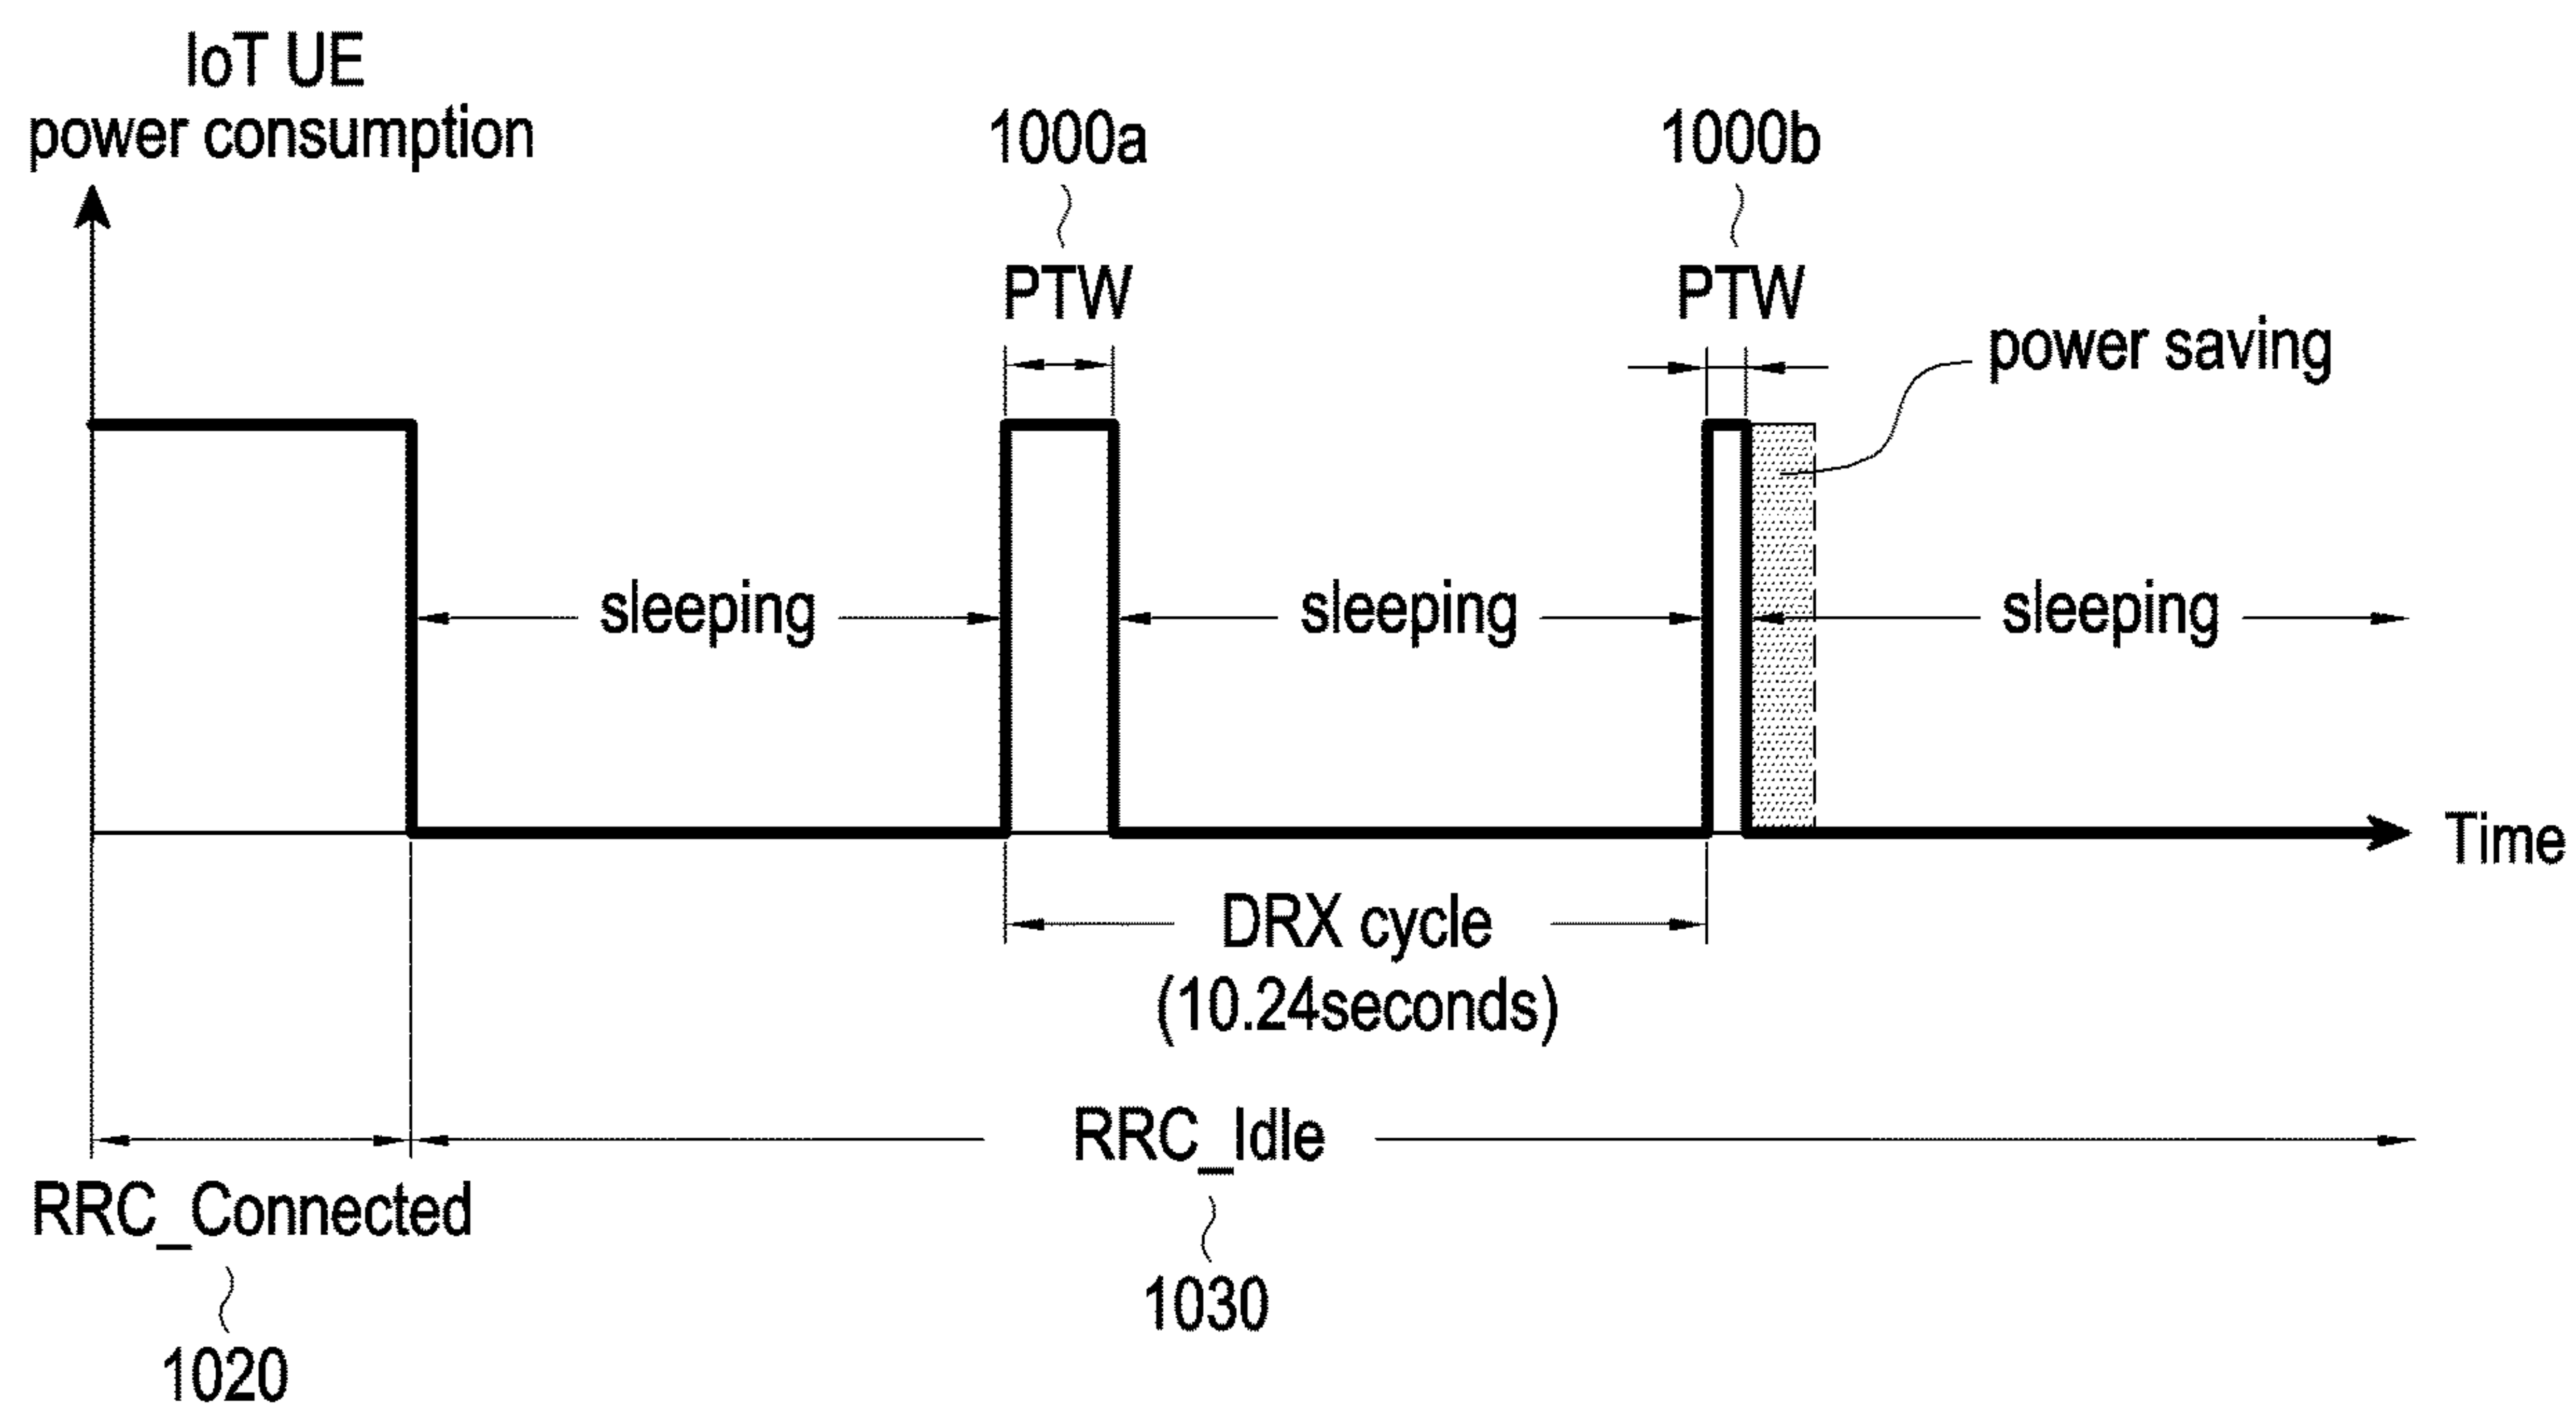 IoT UE
power consumption
1000a
1000b
PTW
PTW
power saving
sleeping
sleeping
sleeping
Time
DRX cycle
(10.24seconds)
RRC_Idle
RRC_Connected
1030
1020